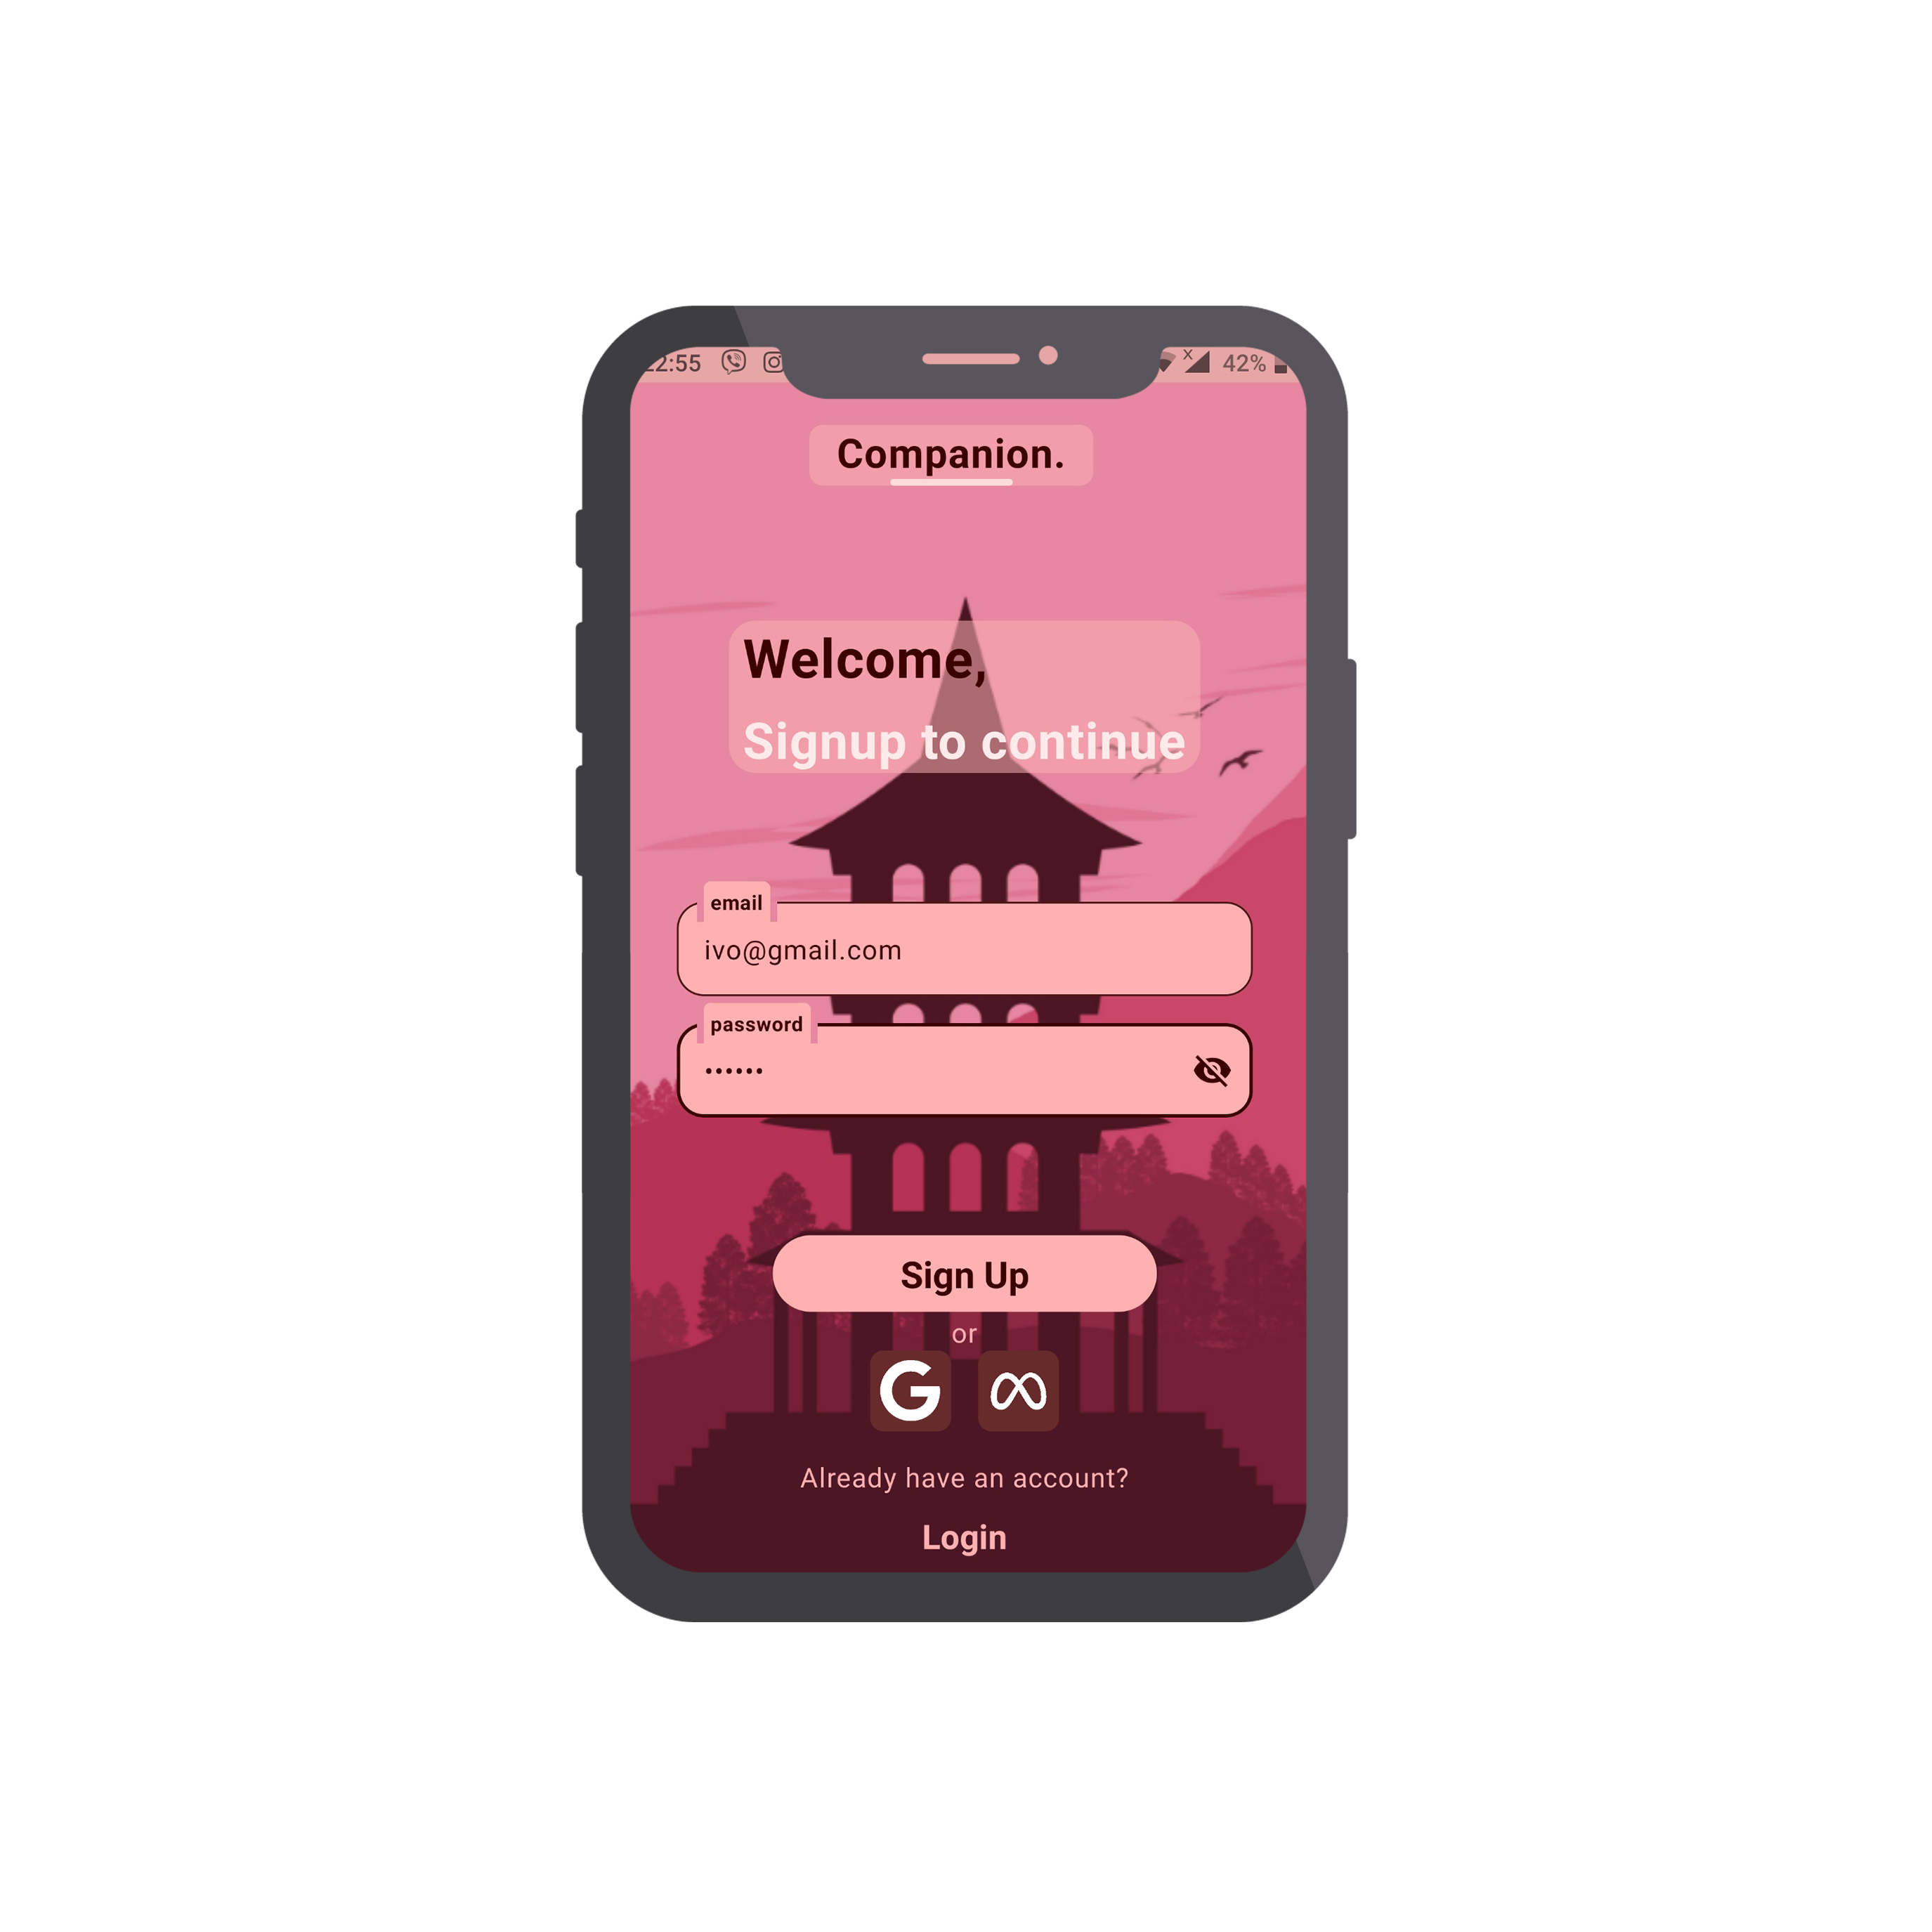 2:55 x 42%
Companion.
Welcome,
Signup to continue
email
ivo@gmail.com
password
••••••
Sign Up
or
G
Already have an account?
Login